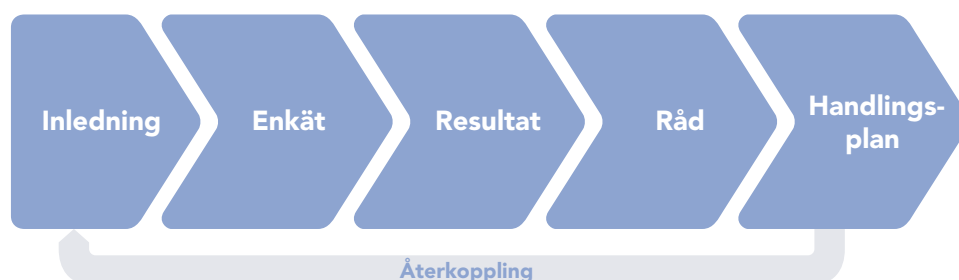 Inledning
Enkät
Resultat
Råd
Handlings-
plan
Återkoppling